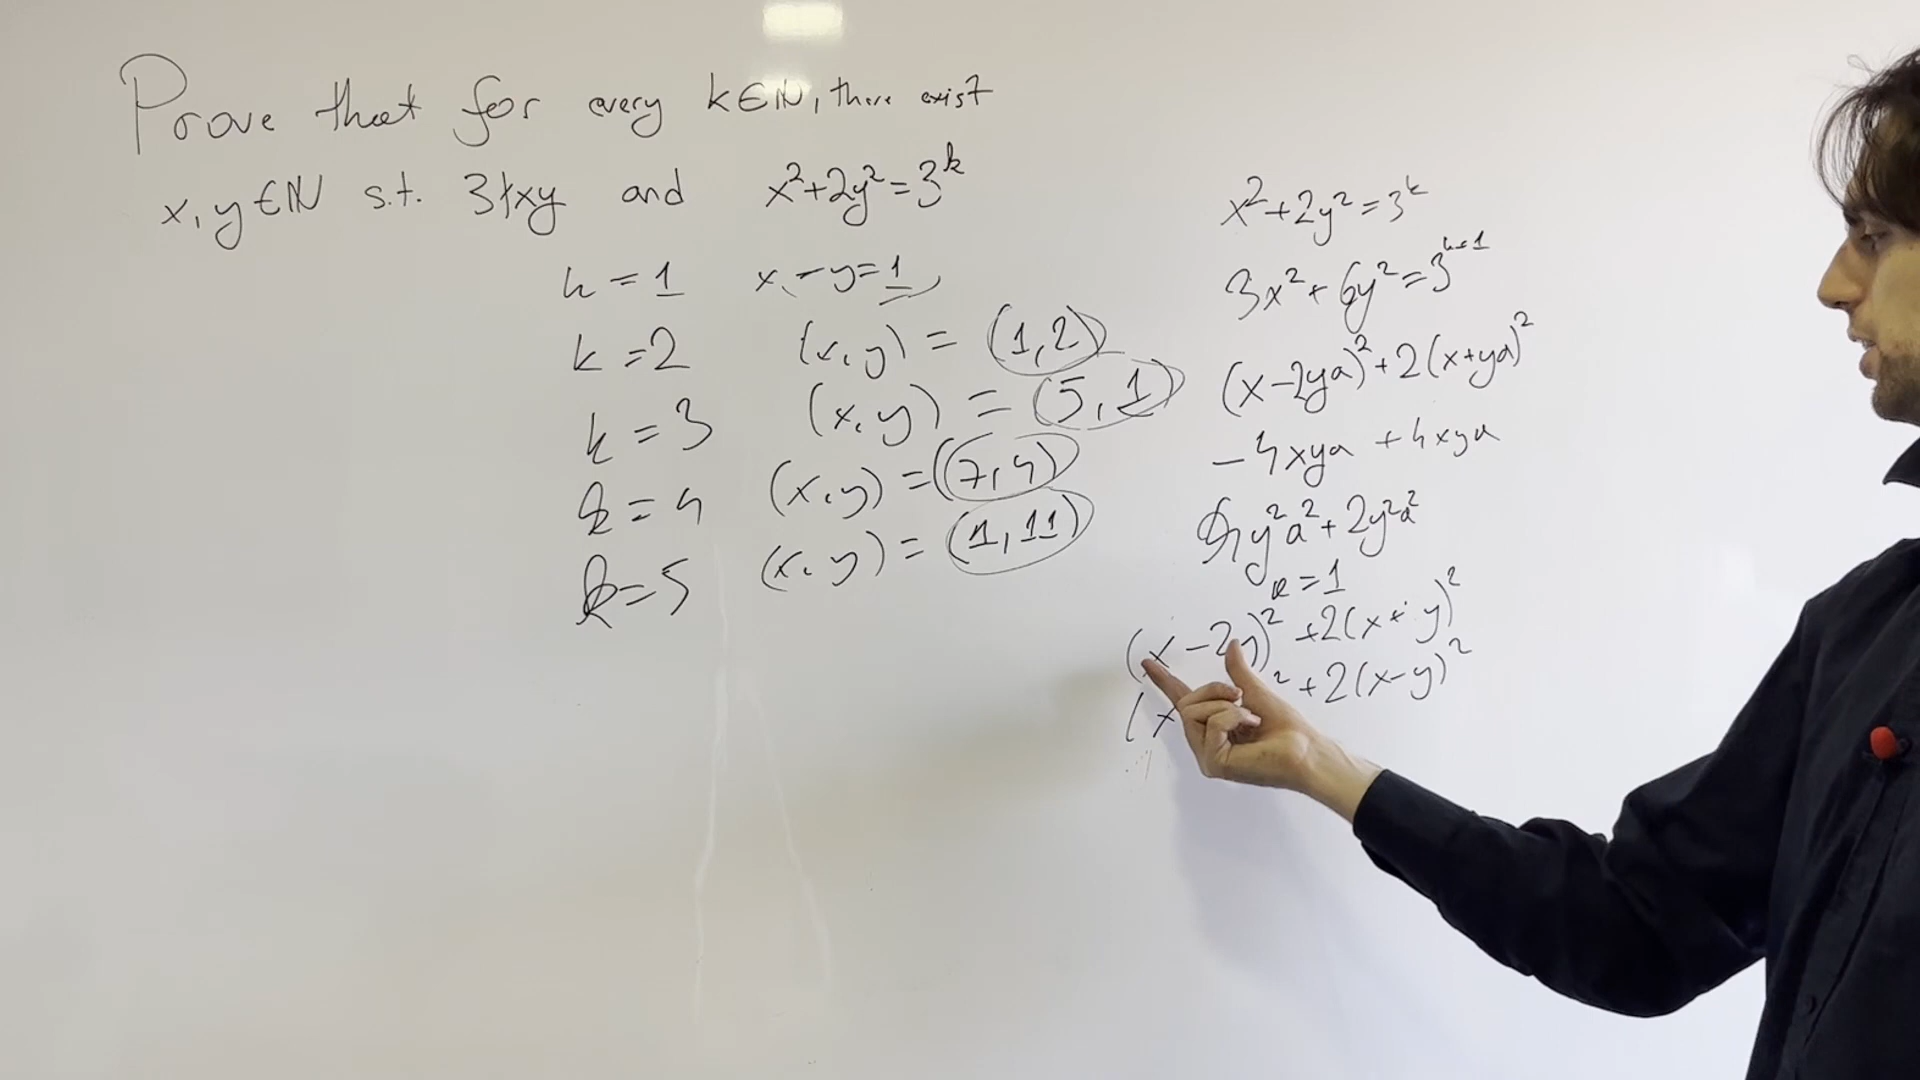 Prove that for every k∈ℕ, there exist
x, y∈ℕ s.t. 3∤xy and x²+2y²=3ᵏ
k=1 x=y=1
k=2 (x,y) = (1,2)
k=3 (x,y) = (5,1)
k=4 (x,y) = (7,4)
k=5 (x,y) = (1,11)
x²+2y²=3ᵏ
3x²+6y²=3ᵏ⁺¹
(x-2ya)²+2(x+ya)²
-4xya +4xya
4y²a²+2y²a²
a=1
(x-2y)²+2(x+y)²
(x ² +2(x-y)²